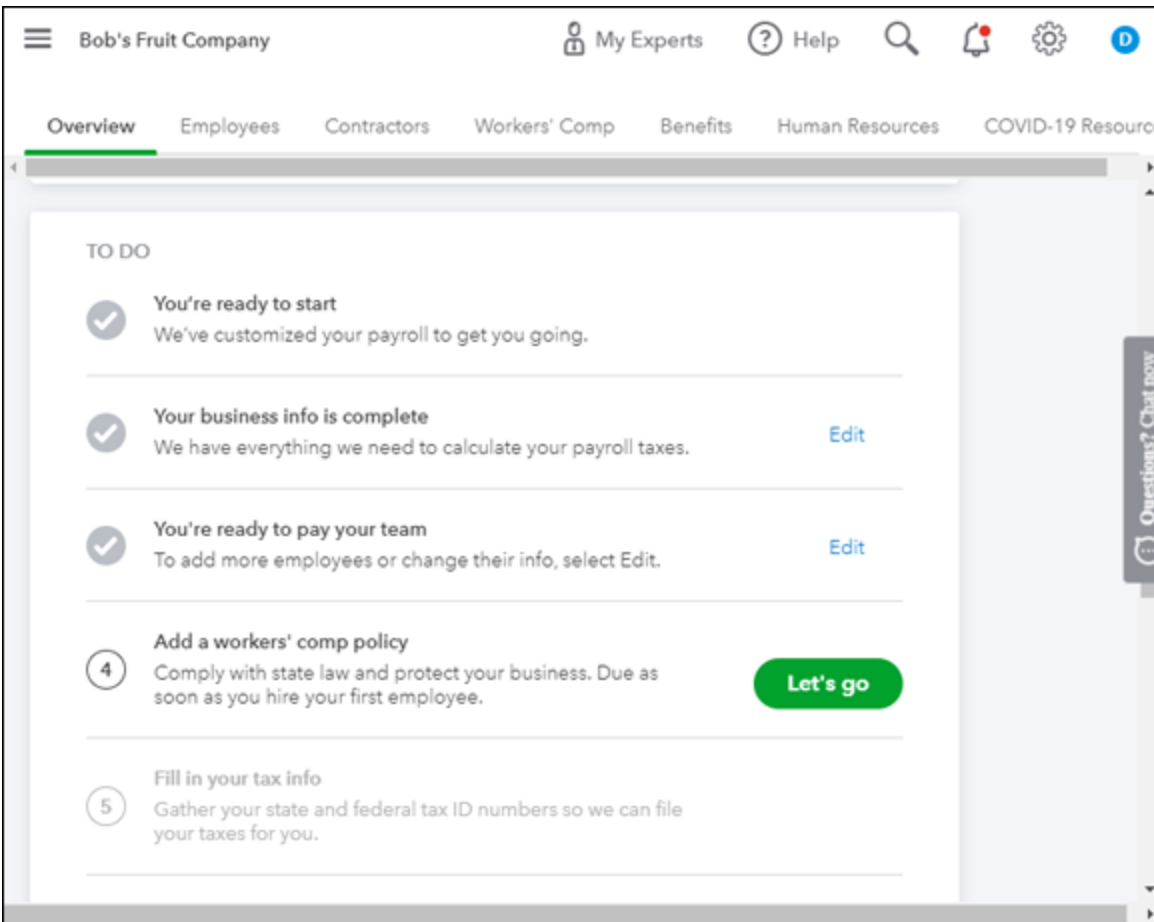 Bob's Fruit Company
My Experts
Help
D
Overview
Employees
Contractors
Workers' Comp
Benefits
Human Resources
COVID-19 Resourc
TO DO
You're ready to start
We've customized your payroll to get you going.
Your business info is complete
We have everything we need to calculate your payroll taxes.
Edit
You're ready to pay your team
To add more employees or change their info, select Edit.
Edit
4
Add a workers' comp policy
Comply with state law and protect your business. Due as
soon as you hire your first employee.
Let's go
5
Fill in your tax info
Gather your state and federal tax ID numbers so we can file
your taxes for you.
Questions? Chat now